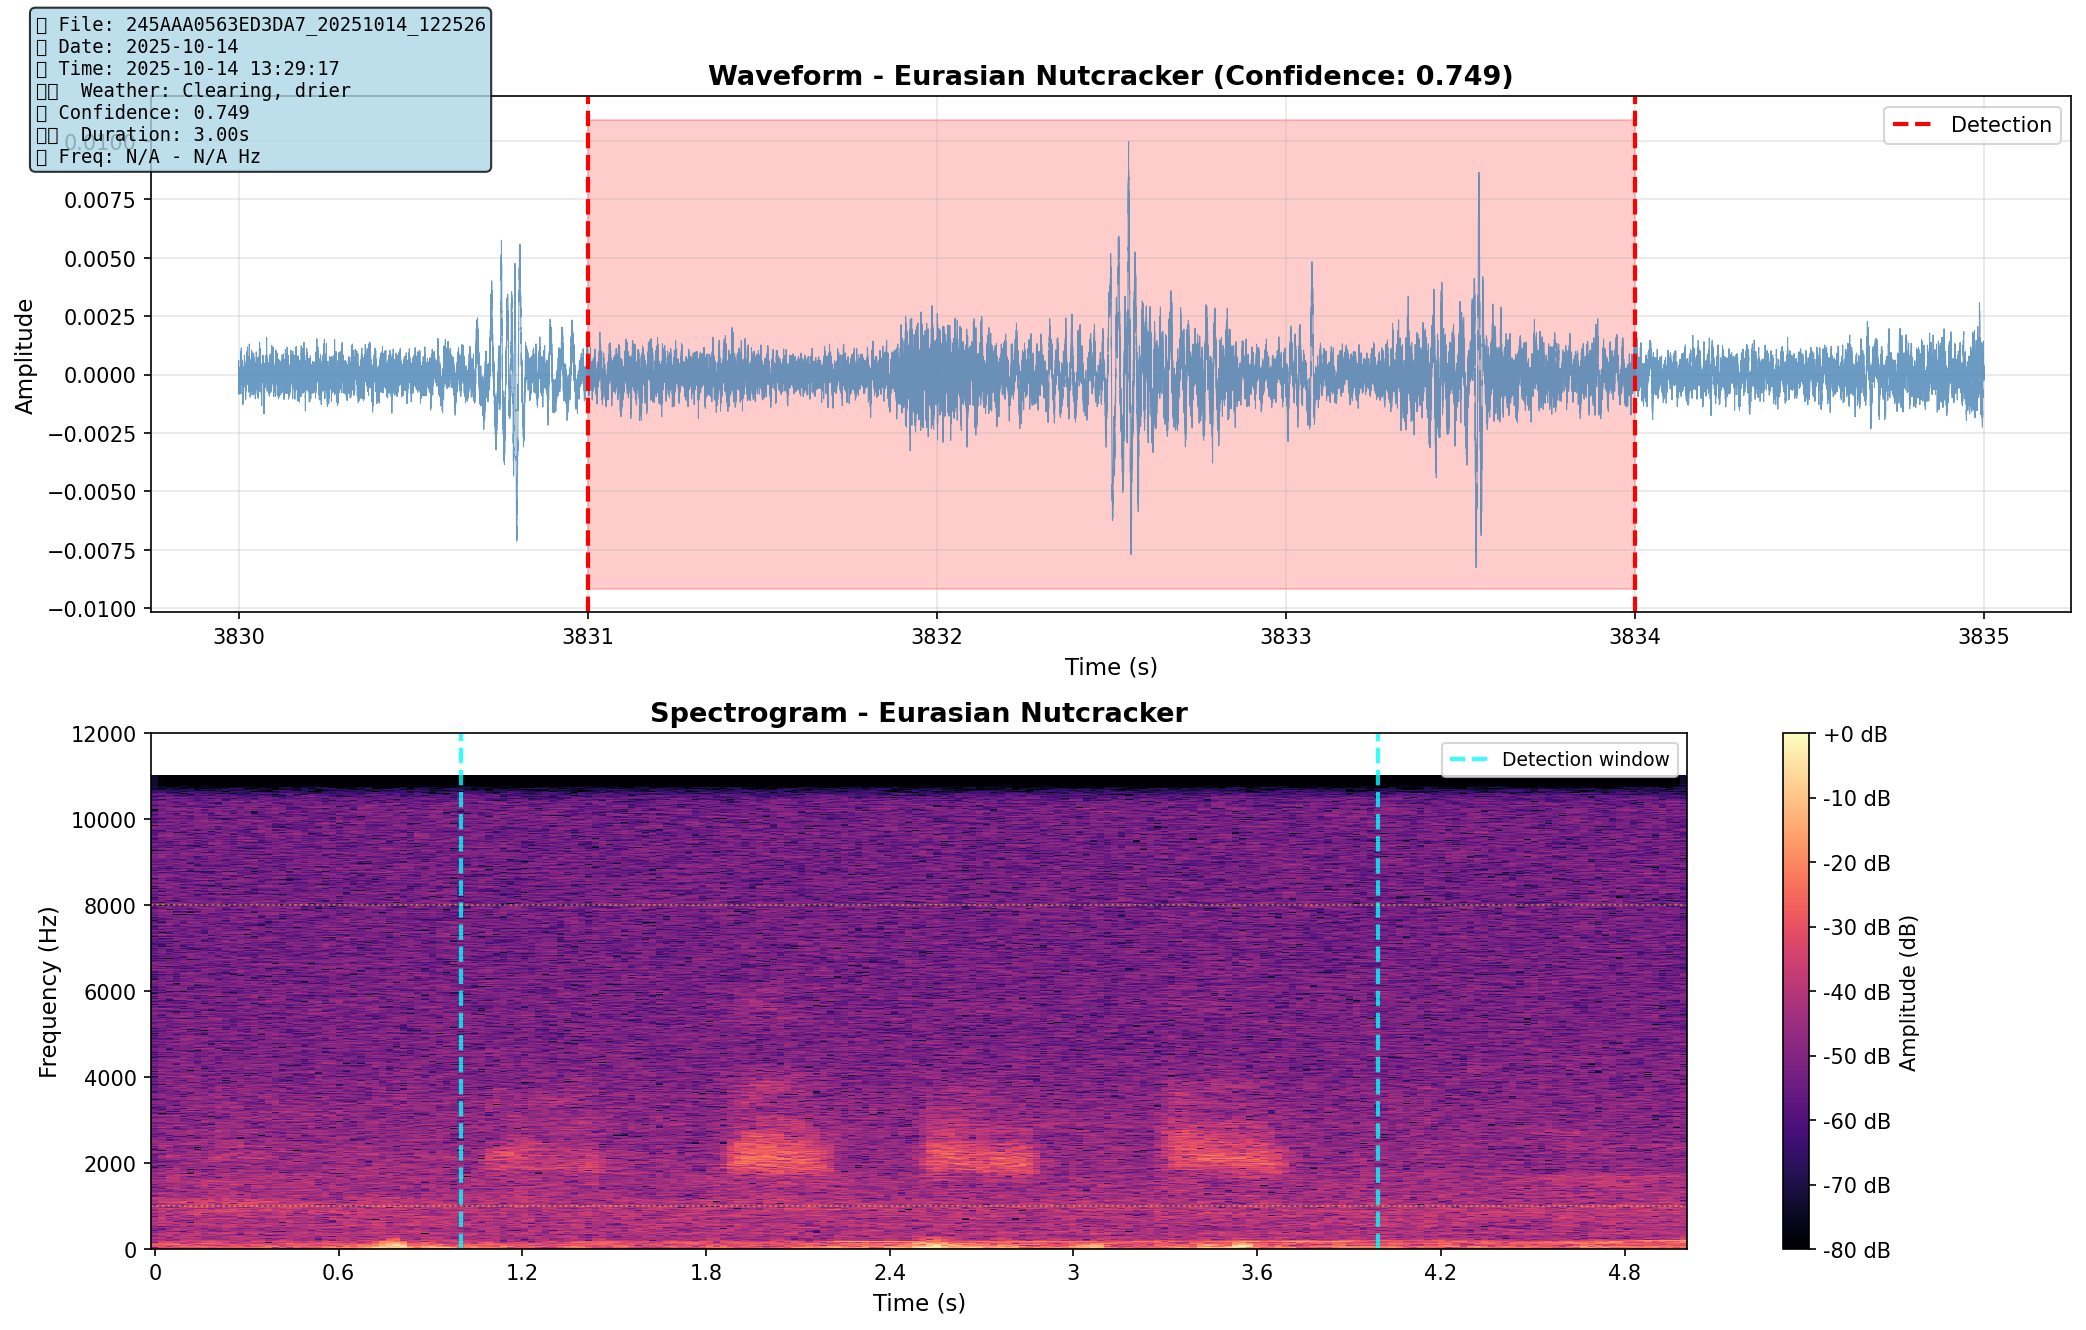 File: 245AAA0563ED3DA7_20251014_122526
Date: 2025-10-14
Time: 2025-10-14 13:29:17
Weather: Clearing, drier
Confidence: 0.749
Duration: 3.00s
Freq: N/A - N/A Hz
Waveform - Eurasian Nutcracker (Confidence: 0.749)
Detection
Amplitude
0.0100
0.0075
0.0050
0.0025
0.0000
−0.0025
−0.0050
−0.0075
−0.0100
3830 3831 3832 3833 3834 3835
Time (s)
Spectrogram - Eurasian Nutcracker
Detection window
Frequency (Hz)
12000
10000
8000
6000
4000
2000
0
0 0.6 1.2 1.8 2.4 3 3.6 4.2 4.8
Time (s)
+0 dB
-10 dB
-20 dB
-30 dB
-40 dB
-50 dB
-60 dB
-70 dB
-80 dB
Amplitude (dB)